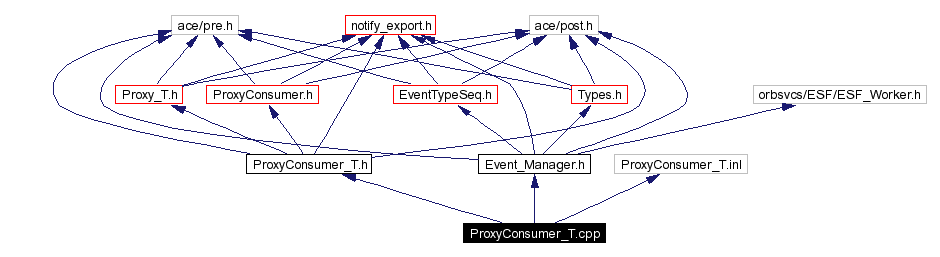 ace/pre.h
notify_export.h
ace/post.h
Proxy_T.h
ProxyConsumer.h
EventTypeSeq.h
Types.h
orbsvcs/ESF/ESF_Worker.h
ProxyConsumer_T.h
Event_Manager.h
ProxyConsumer_T.inl
ProxyConsumer_T.cpp